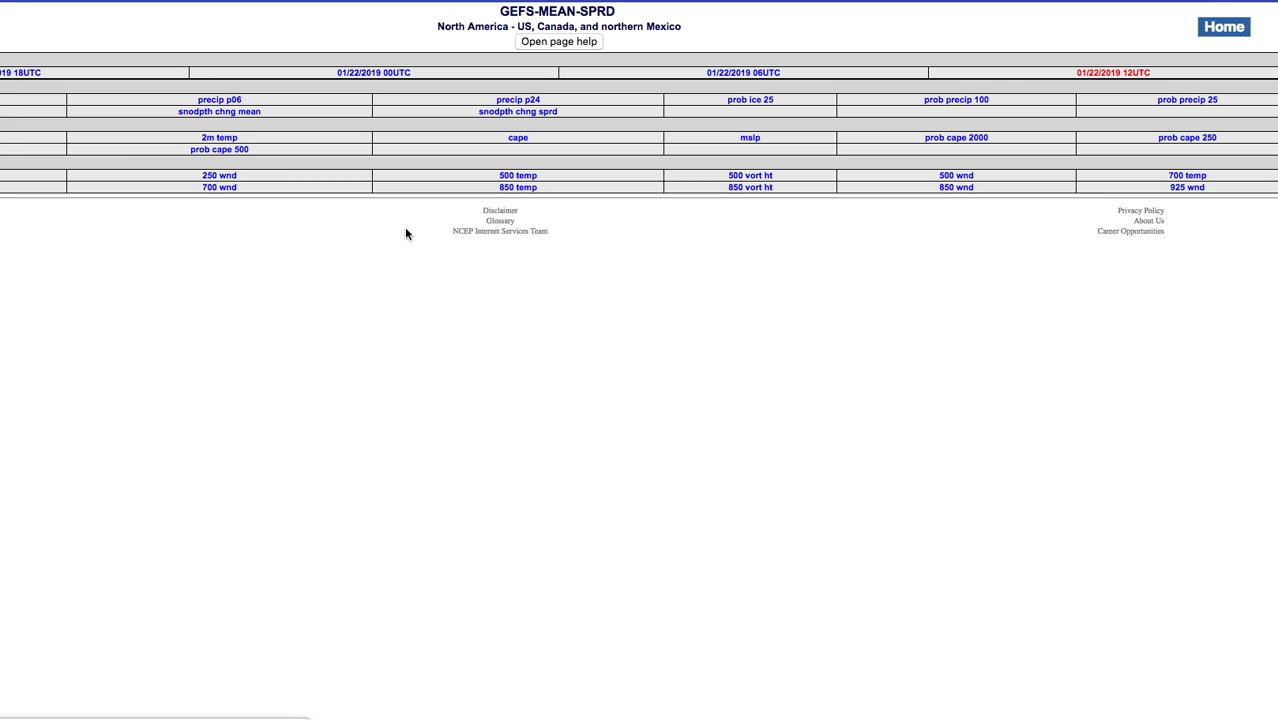 GEFS-MEAN-SPRD
North America - US, Canada, and northern Mexico
Home
Open page help
19 18UTC 01/22/2019 00UTC 01/22/2019 06UTC 01/22/2019 12UTC
precip p06 precip p24 prob ice 25 prob precip 100 prob precip 25
snodpth chng mean snodpth chng sprd
2m temp cape mslp prob cape 2000 prob cape 250
prob cape 500
250 wnd 500 temp 500 vort ht 500 wnd 700 temp
700 wnd 850 temp 850 vort ht 850 wnd 925 wnd
Disclaimer Privacy Policy
Glossary About Us
NCEP Internet Services Team Career Opportunities